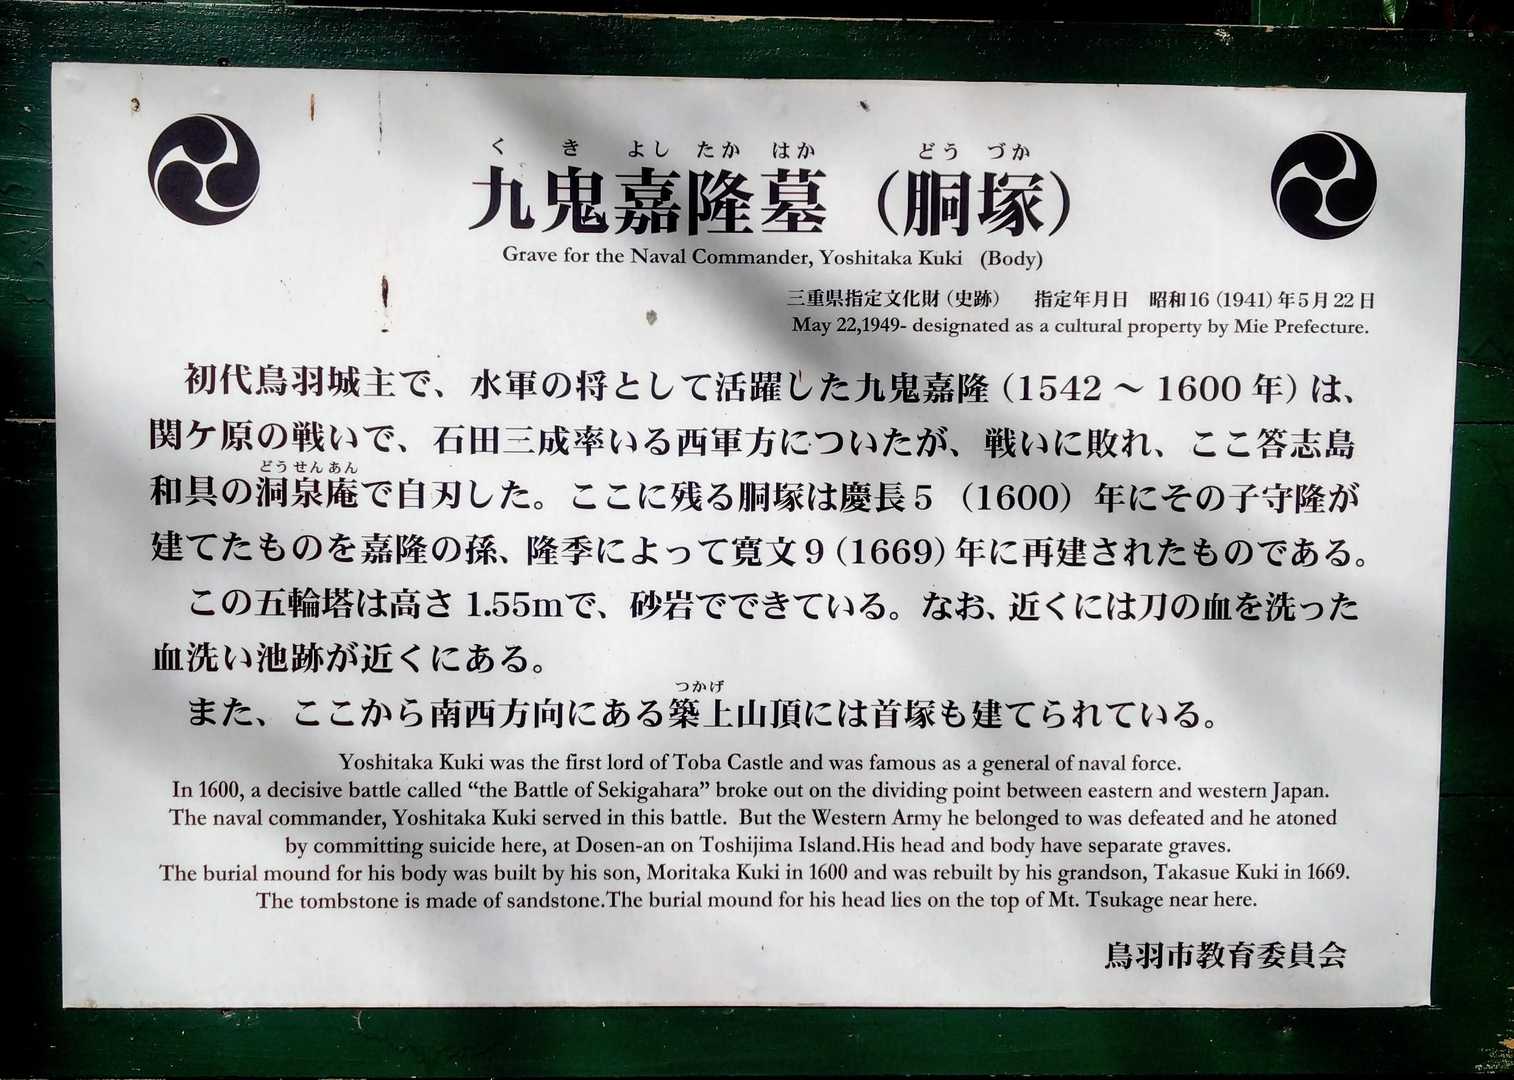 くきよしたかはか どうづか
九鬼嘉隆墓（胴塚）
Grave for the Naval Commander, Yoshitaka Kuki (Body)
三重県指定文化財（史跡） 指定年月日 昭和16（1941）年5月22日
May 22,1949- designated as a cultural property by Mie Prefecture.
初代鳥羽城主で、水軍の将として活躍した九鬼嘉隆（1542～1600年）は、
関ケ原の戦いで、石田三成率いる西軍方についたが、戦いに敗れ、ここ答志島
どうせんあん
和具の洞泉庵で自刃した。ここに残る胴塚は慶長5（1600）年にその子守隆が
建てたものを嘉隆の孫、隆季によって寛文9（1669）年に再建されたものである。
この五輪塔は高さ1.55mで、砂岩でできている。なお、近くには刀の血を洗った
血洗い池跡が近くにある。
つかげ
また、ここから南西方向にある築上山頂には首塚も建てられている。
Yoshitaka Kuki was the first lord of Toba Castle and was famous as a general of naval force.
In 1600, a decisive battle called “the Battle of Sekigahara” broke out on the dividing point between eastern and western Japan.
The naval commander, Yoshitaka Kuki served in this battle. But the Western Army he belonged to was defeated and he atoned
by committing suicide here, at Dosen-an on Toshijima Island.His head and body have separate graves.
The burial mound for his body was built by his son, Moritaka Kuki in 1600 and was rebuilt by his grandson, Takasue Kuki in 1669.
The tombstone is made of sandstone.The burial mound for his head lies on the top of Mt. Tsukage near here.
鳥羽市教育委員会